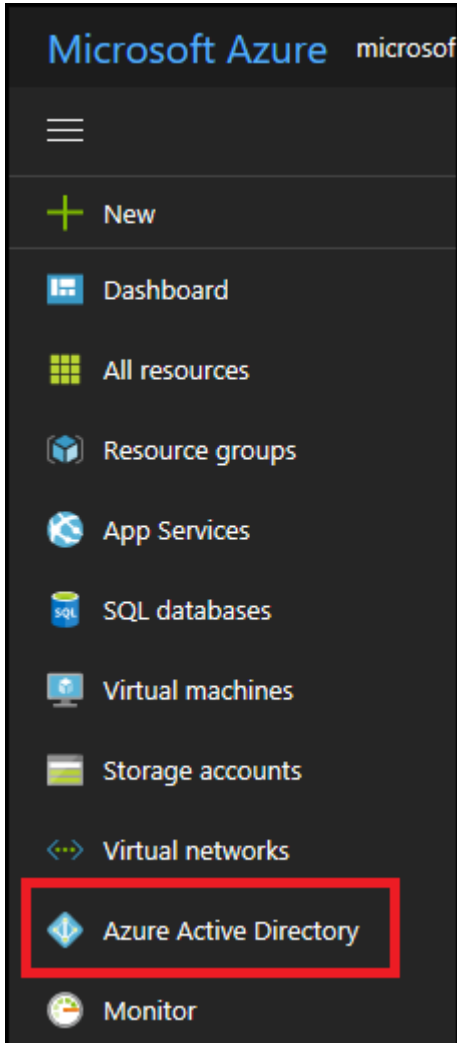 Microsoft Azure microsof
New
Dashboard
All resources
Resource groups
App Services
SQL databases
SQL
Virtual machines
Storage accounts
Virtual networks
Azure Active Directory
Monitor